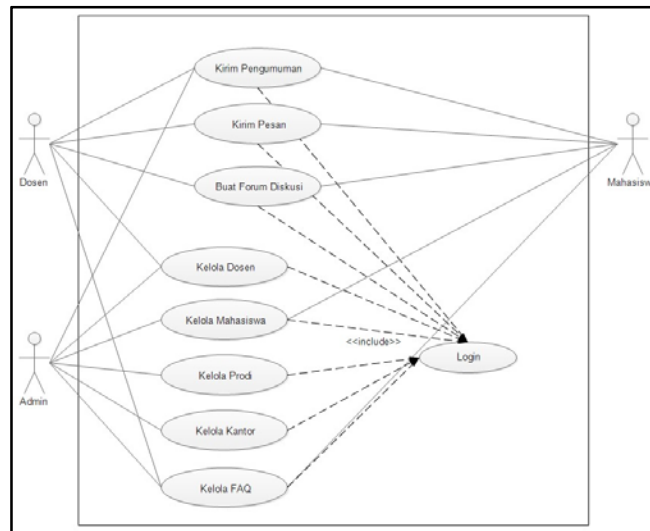 Kirim Pengumuman
Kirim Pesan
Dosen
Mahasisw
Buat Forum Diskusi
Kelola Dosen
Kelola Mahasiswa
<<include>>
Login
Admin
Kelola Prodi
Kelola Kantor
Kelola FAQ